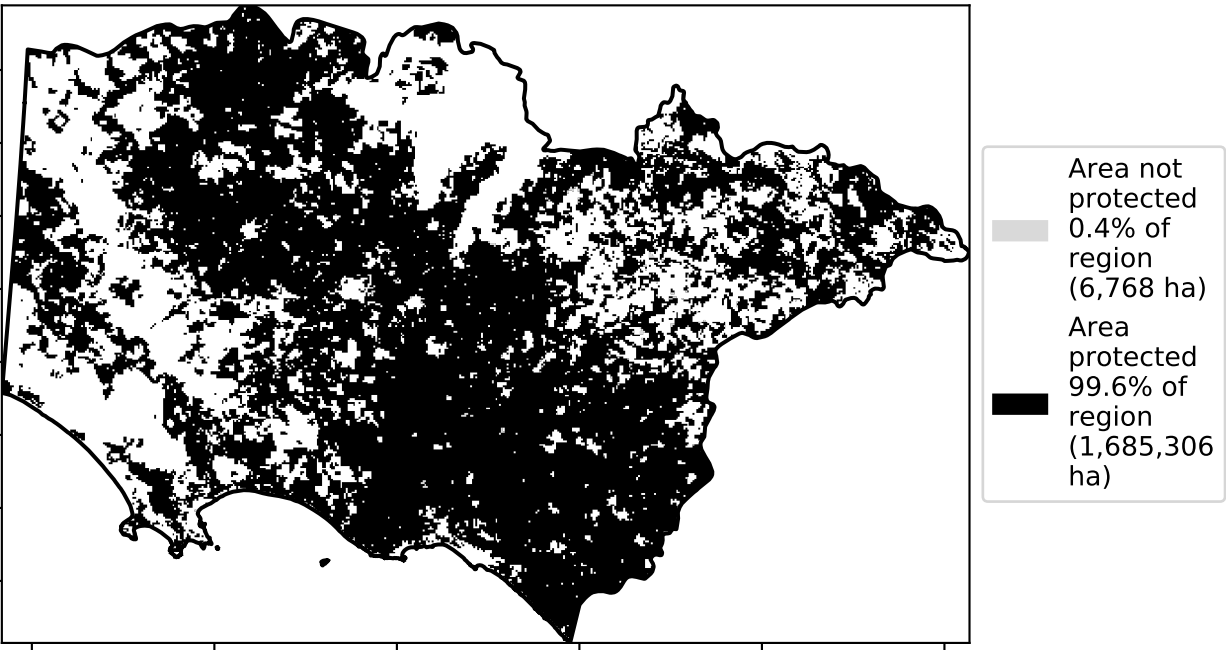 Area not
protected
0.4% of
region
(6,768 ha)
Area
protected
99.6% of
region
(1,685,306
ha)